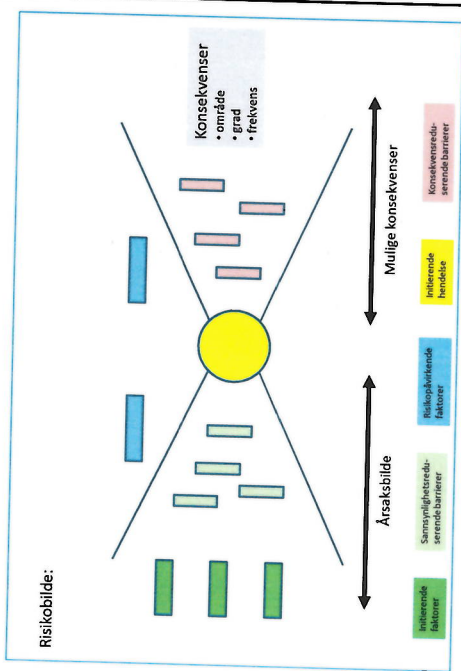 Risikobilde:
Konsekvenser
• område
• grad
• frekvens
Årsaksbilde
Mulige konsekvenser
Initierende
faktorer
Sannsynlighetsredu-
serende barrierer
Risikopåvirkende
faktorer
Initierende
hendelse
Konsekvensredu-
serende barrierer